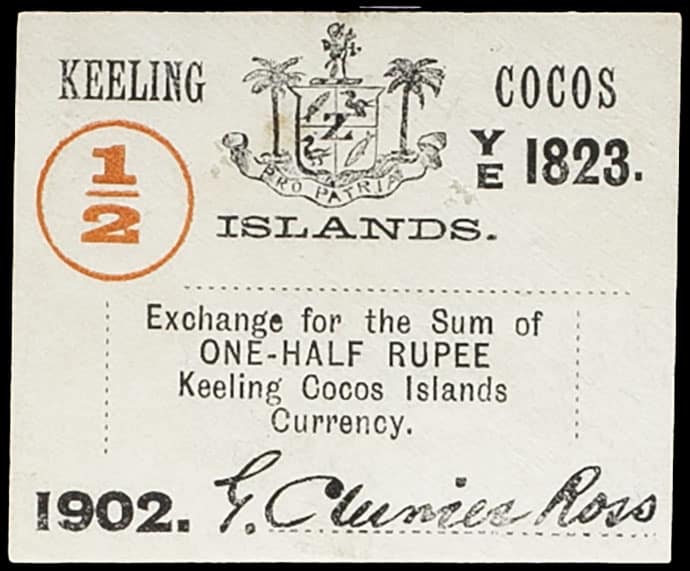 KEELING COCOS
1/2
Z
PRO PATRIA
YE 1823.
ISLANDS.
Exchange for the Sum of
ONE-HALF RUPEE
Keeling Cocos Islands
Currency.
1902. G. Clunies Ross